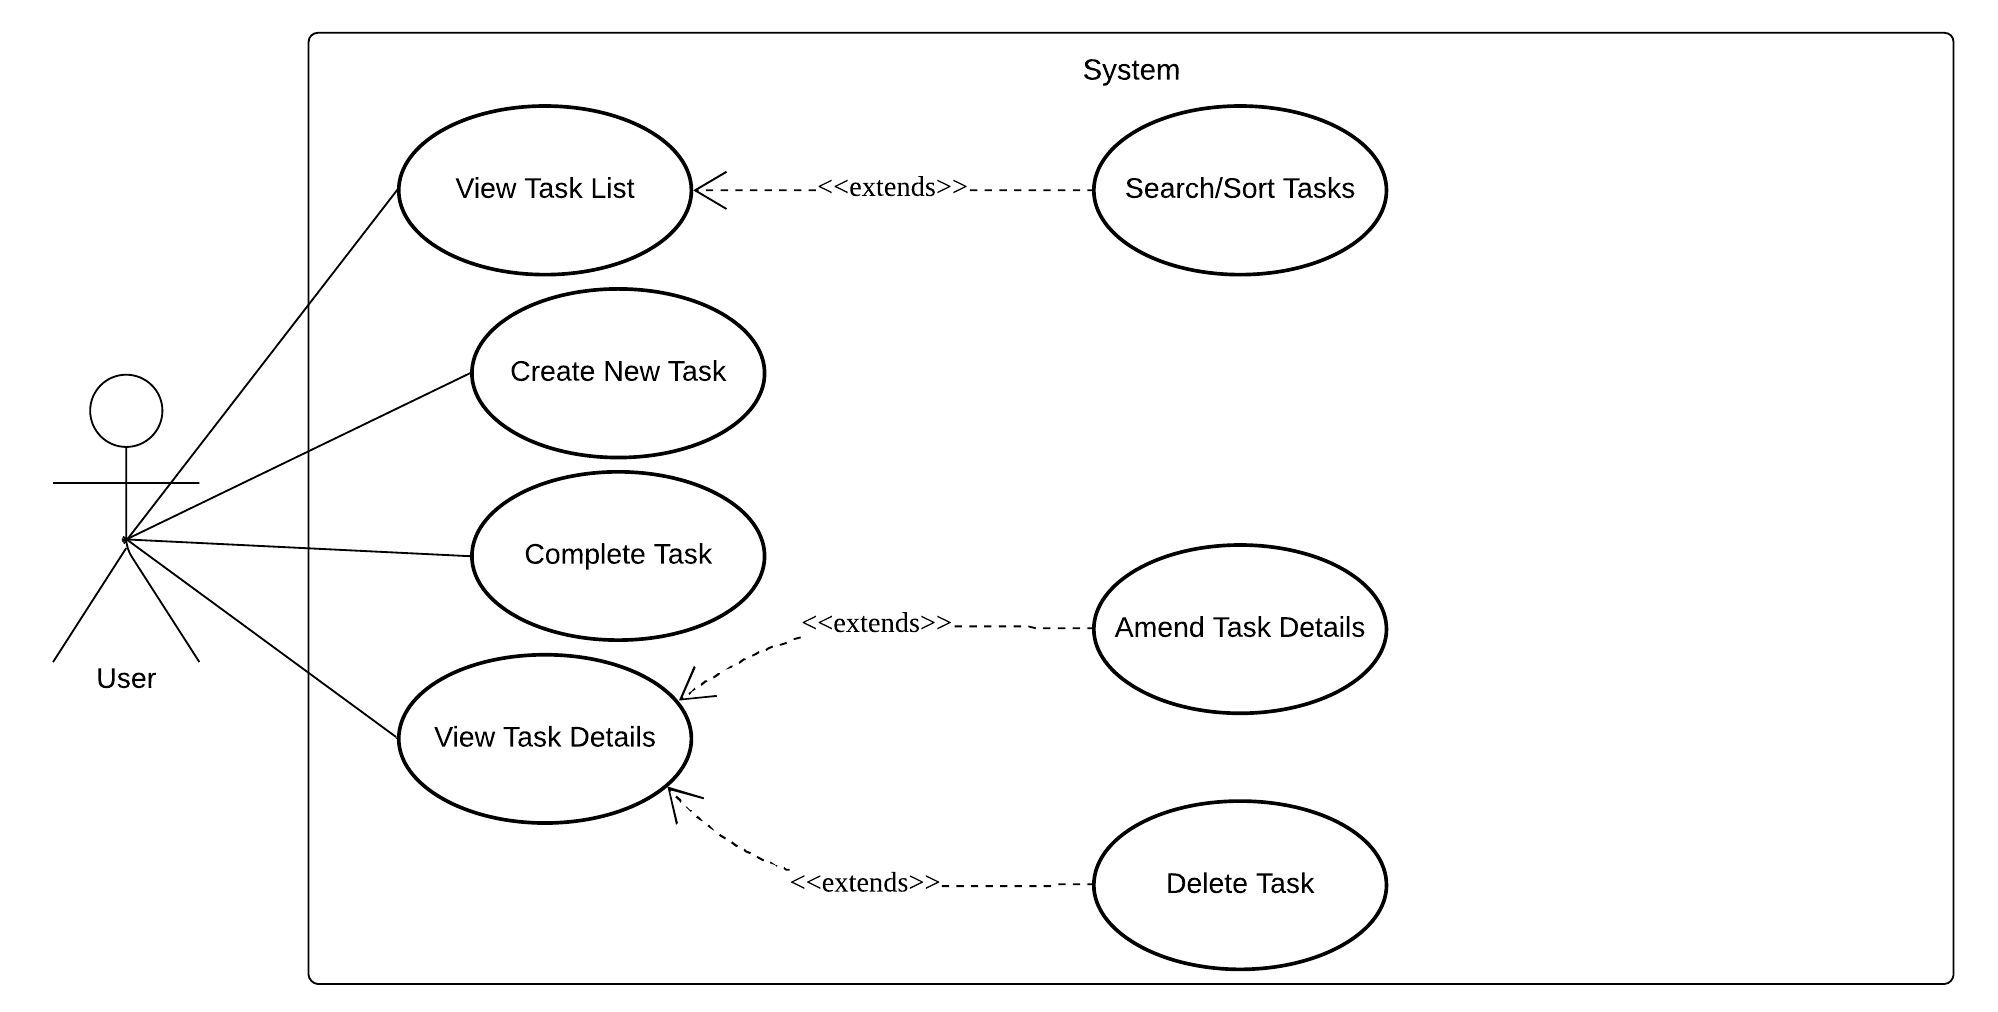 System
View Task List
<<extends>>
Search/Sort Tasks
Create New Task
Complete Task
<<extends>>
Amend Task Details
User
View Task Details
<<extends>>
Delete Task